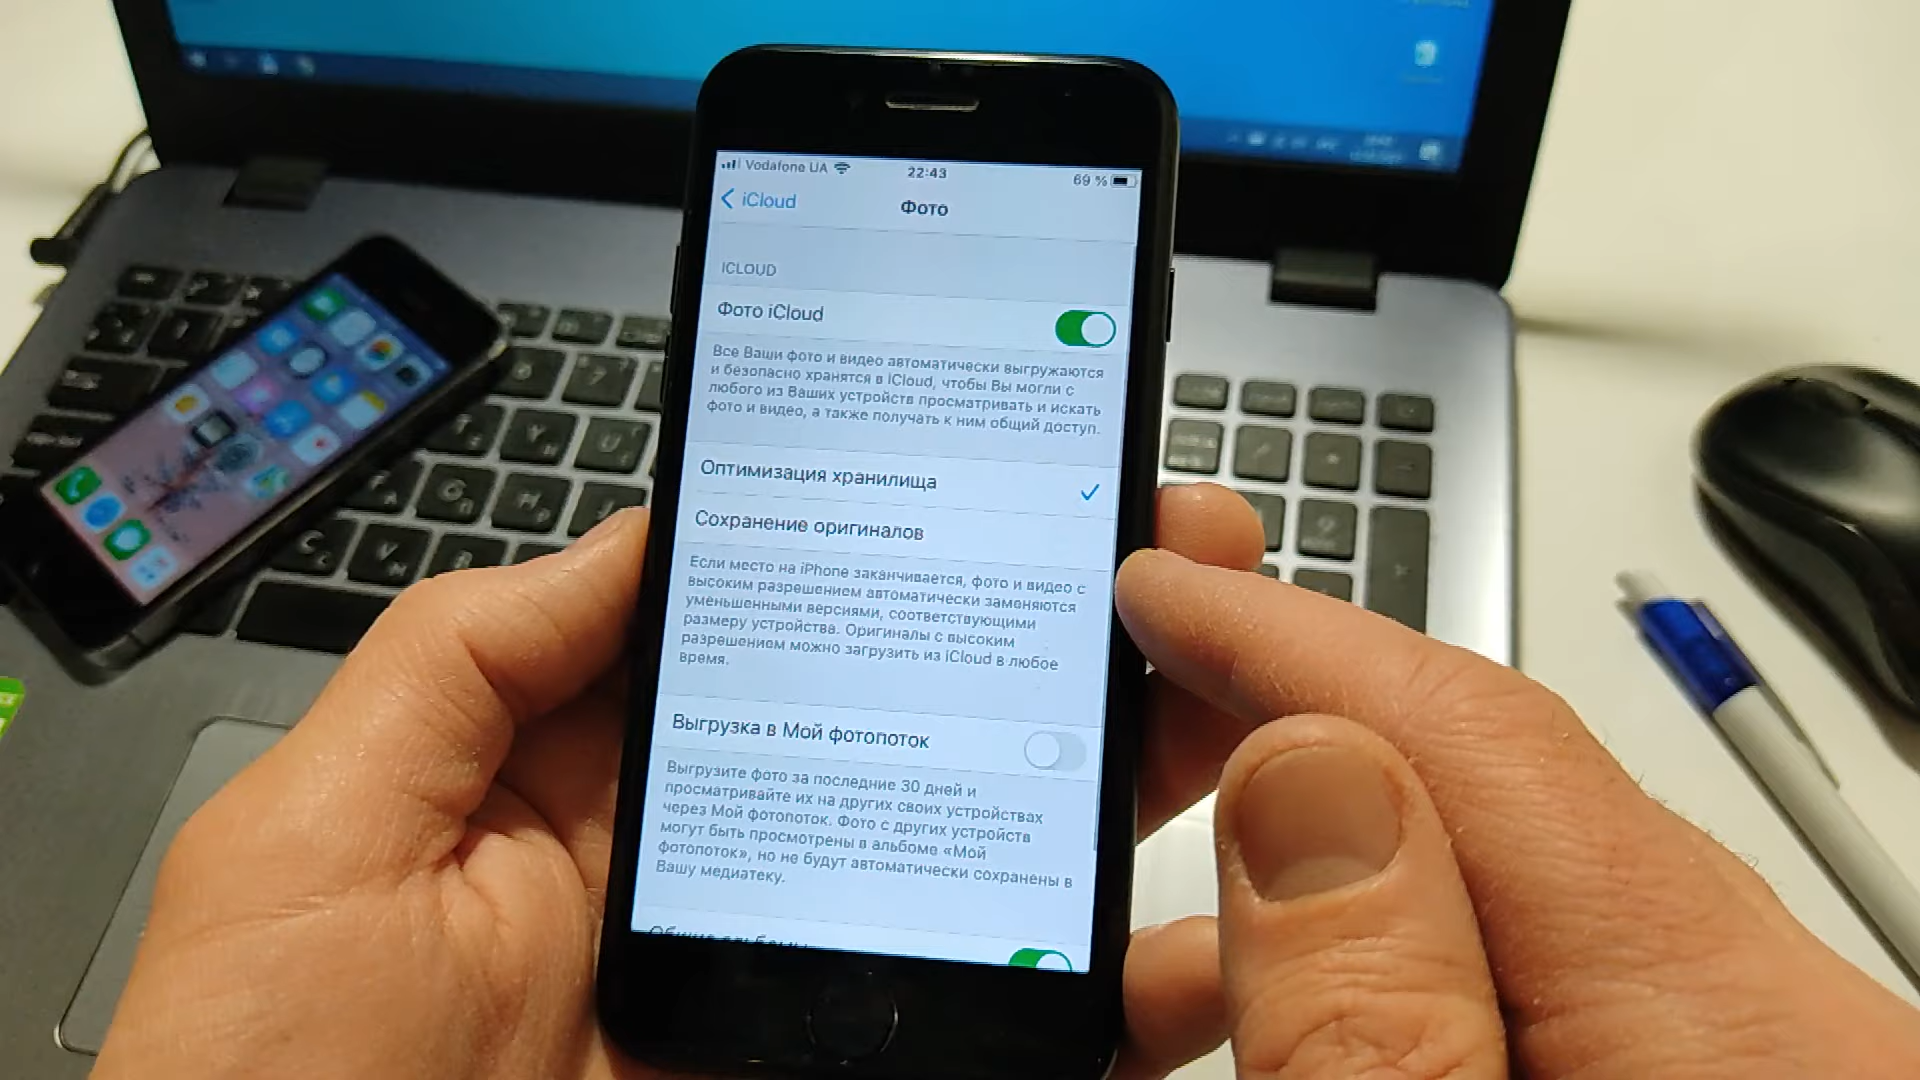 Vodafone UA 22:43 69 %
iCloud Фото
ICLOUD
Фото iCloud
Все Ваши фото и видео автоматически выгружаются
и безопасно хранятся в iCloud, чтобы Вы могли с
любого из Ваших устройств просматривать и искать
фото и видео, а также получать к ним общий доступ.
Оптимизация хранилища
Сохранение оригиналов
Если место на iPhone заканчивается, фото и видео с
высоким разрешением автоматически заменяются
уменьшенными версиями, соответствующими
размеру устройства. Оригиналы с высоким
разрешением можно загрузить из iCloud в любое
время.
Выгрузка в Мой фотопоток
Выгрузите фото за последние 30 дней и
просматривайте их на других своих устройствах
через Мой фотопоток. Фото с других устройств
могут быть просмотрены в альбоме «Мой
фотопоток», но не будут автоматически сохранены в
Вашу медиатеку.
Общие альбомы